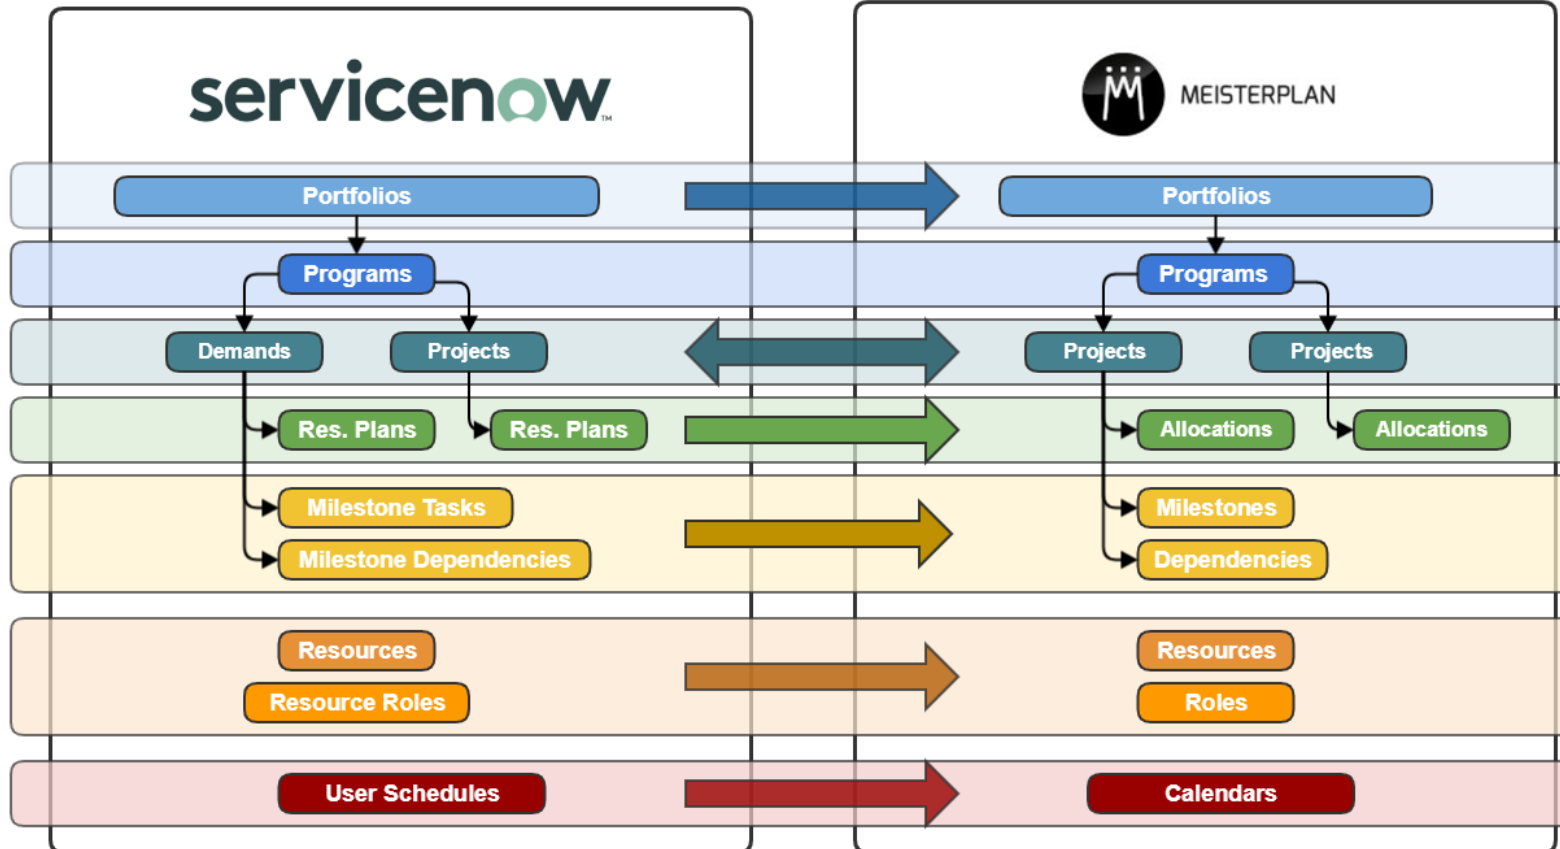 servicenow™
MEISTERPLAN
Portfolios
Portfolios
Programs
Programs
Demands
Projects
Projects
Projects
Res. Plans
Res. Plans
Allocations
Allocations
Milestone Tasks
Milestones
Milestone Dependencies
Dependencies
Resources
Resources
Resource Roles
Roles
User Schedules
Calendars